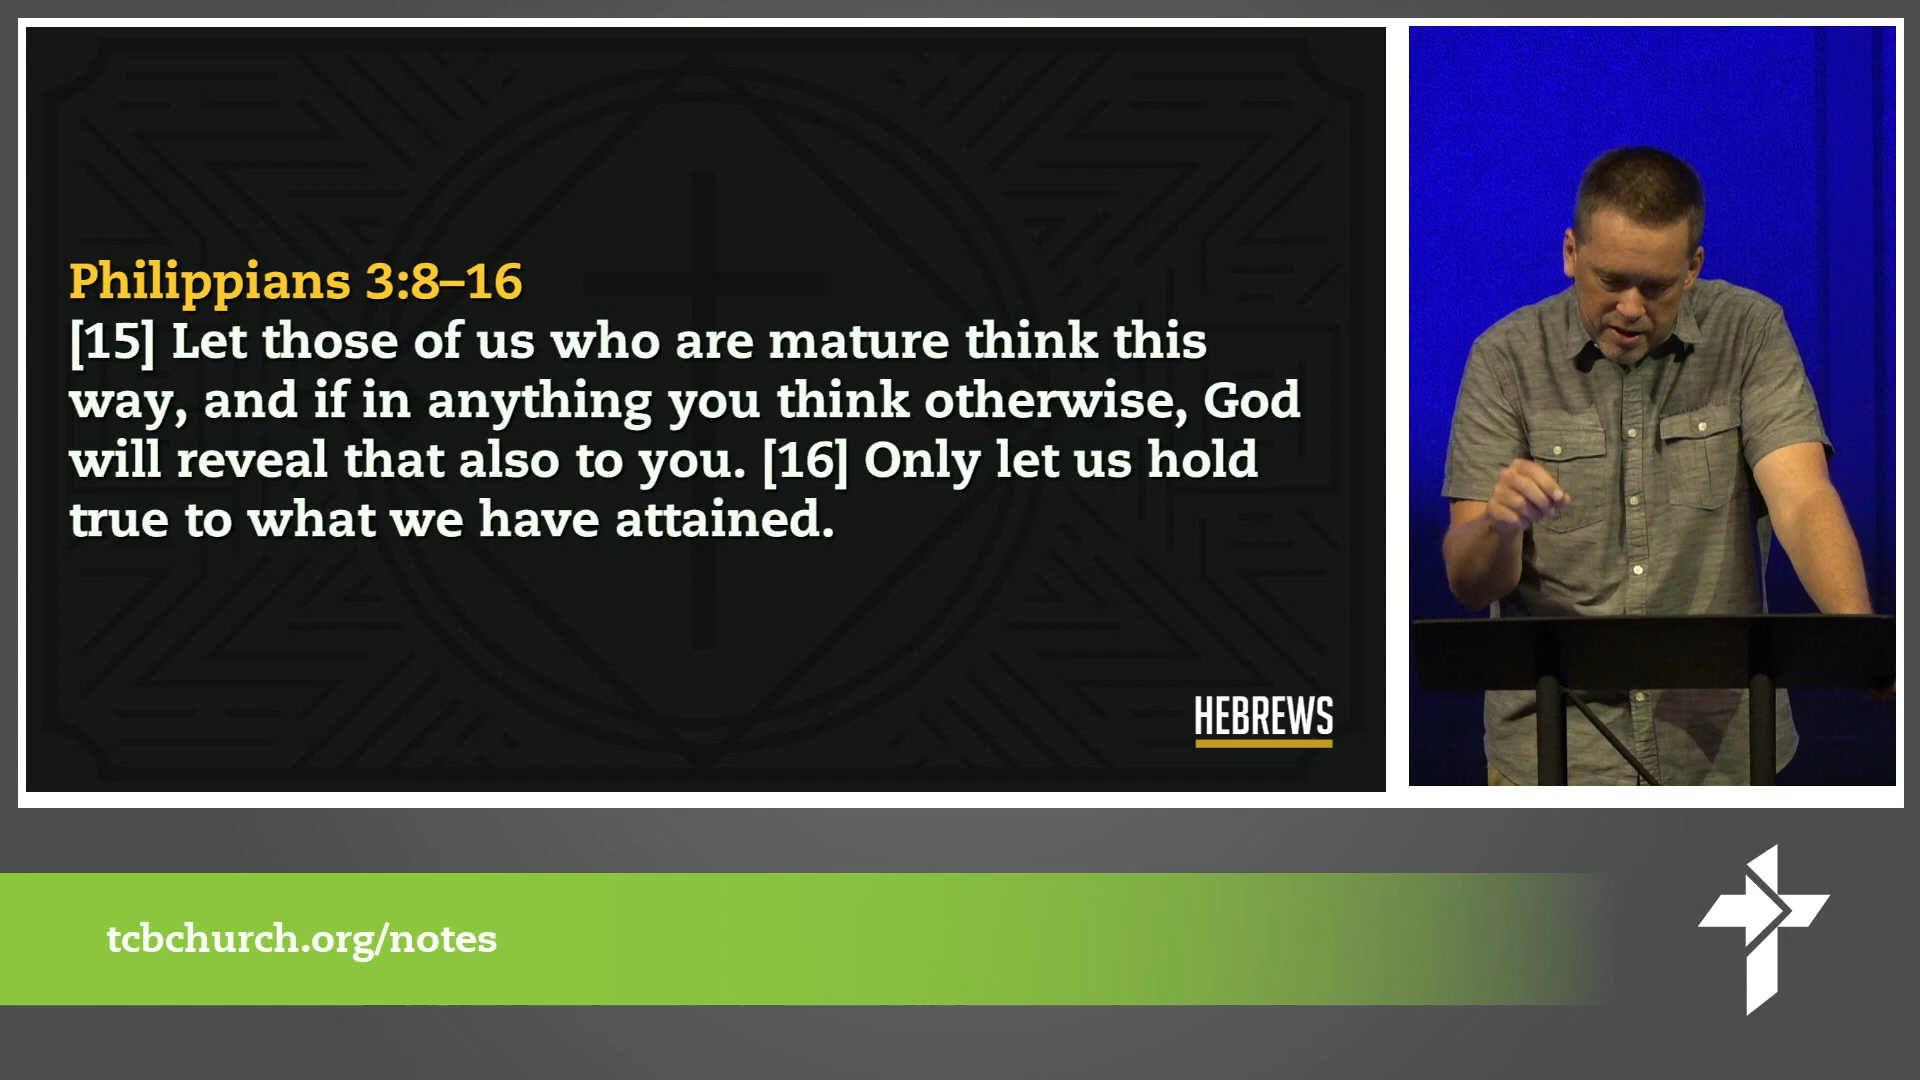 Philippians 3:8–16
[15] Let those of us who are mature think this
way, and if in anything you think otherwise, God
will reveal that also to you. [16] Only let us hold
true to what we have attained.
HEBREWS
tcbchurch.org/notes